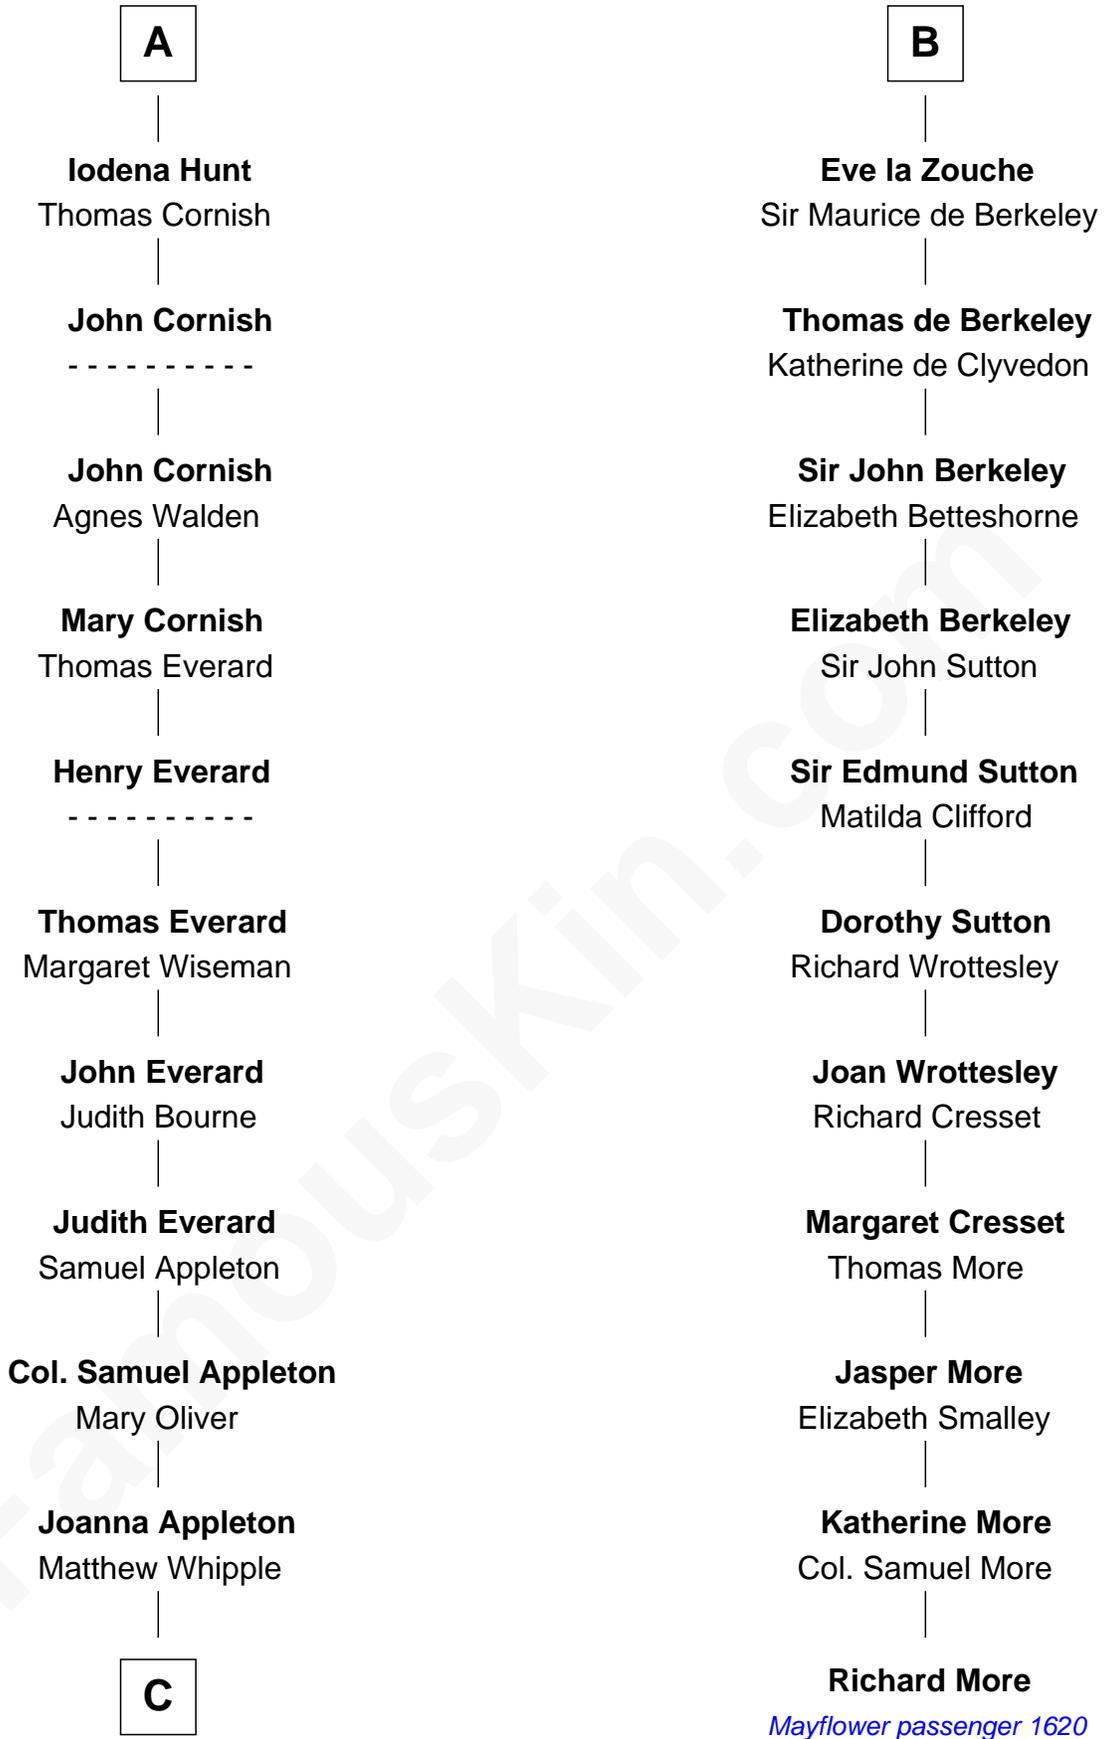 A
Iodena Hunt
Thomas Cornish
John Cornish
- - - - - - - - - -
John Cornish
Agnes Walden
Mary Cornish
Thomas Everard
Henry Everard
- - - - - - - - - -
Thomas Everard
Margaret Wiseman
John Everard
Judith Bourne
Judith Everard
Samuel Appleton
Col. Samuel Appleton
Mary Oliver
Joanna Appleton
Matthew Whipple
C
B
Eve la Zouche
Sir Maurice de Berkeley
Thomas de Berkeley
Katherine de Clyvedon
Sir John Berkeley
Elizabeth Betteshorne
Elizabeth Berkeley
Sir John Sutton
Sir Edmund Sutton
Matilda Clifford
Dorothy Sutton
Richard Wrottesley
Joan Wrottesley
Richard Cresset
Margaret Cresset
Thomas More
Jasper More
Elizabeth Smalley
Katherine More
Col. Samuel More
Richard More
Mayflower passenger 1620
FamousKin.com